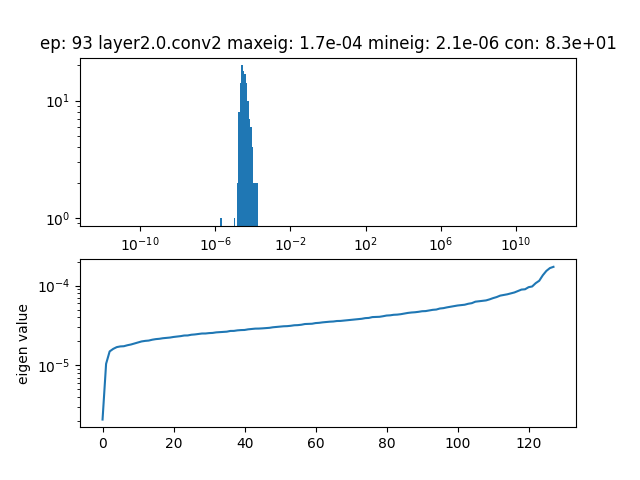 ep: 93 layer2.0.conv2 maxeig: 1.7e-04 mineig: 2.1e-06 con: 8.3e+01
10¹
10⁰
10⁻¹⁰ 10⁻⁶ 10⁻² 10² 10⁶ 10¹⁰
10⁻⁴
10⁻⁵
eigen value
0 20 40 60 80 100 120